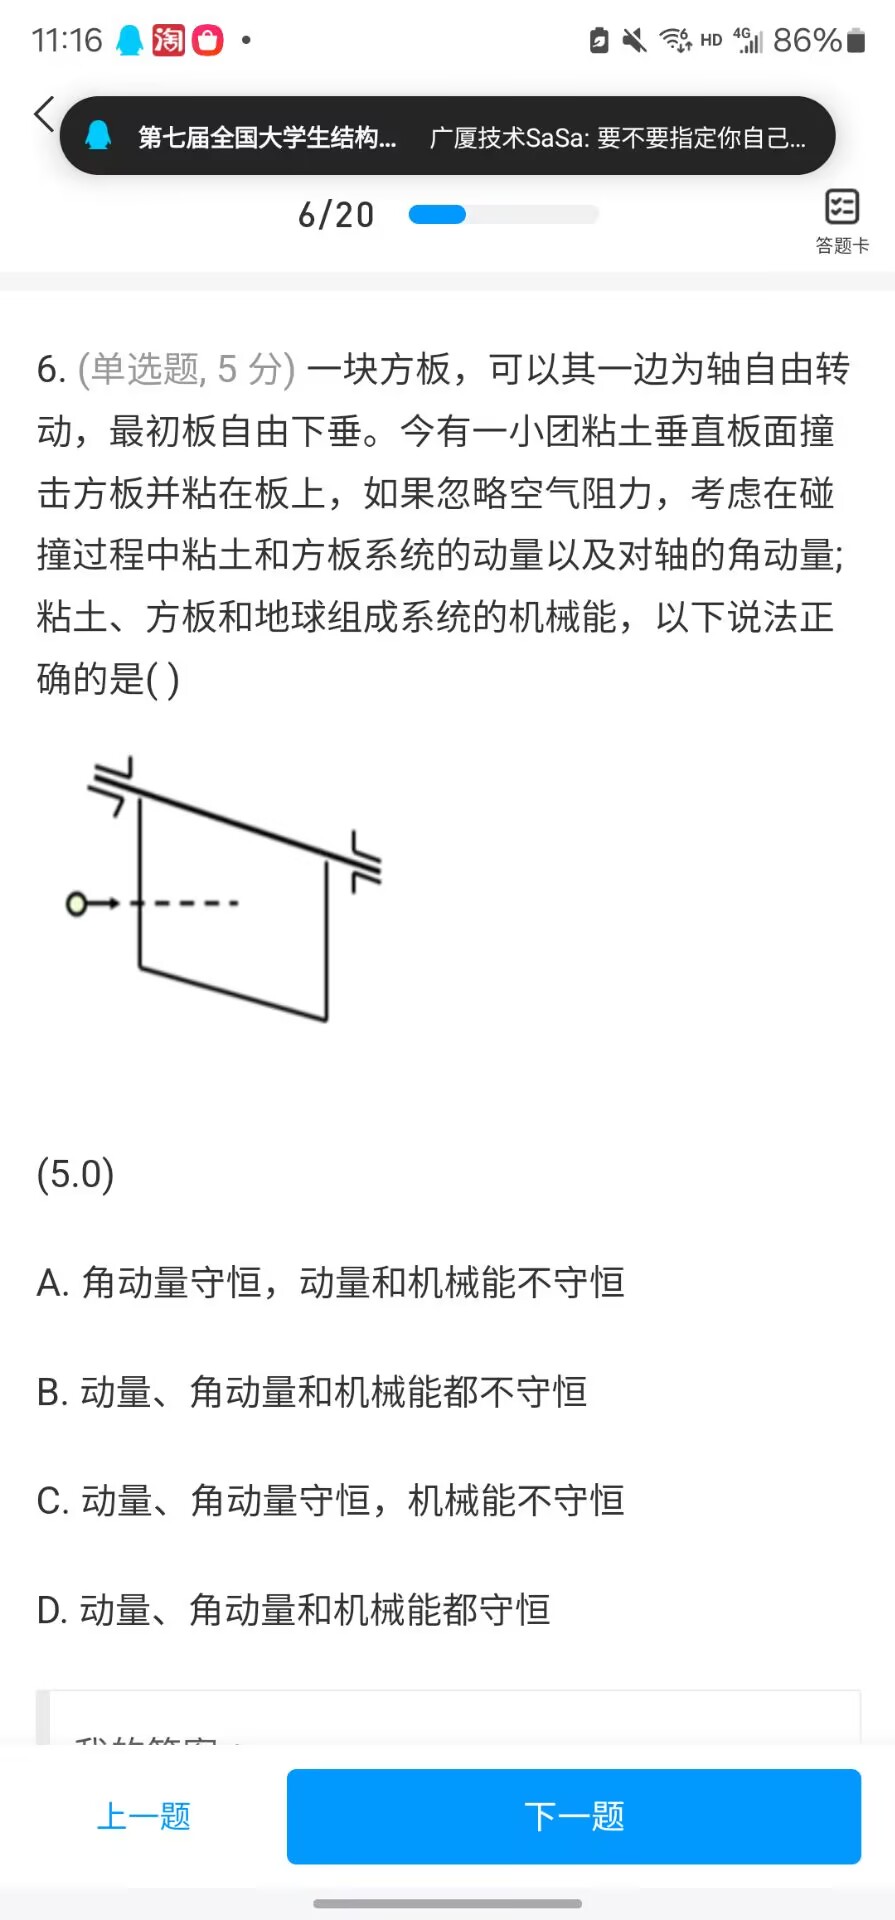 11:16 淘 HD 4G 86%
第七届全国大学生结构... 广厦技术SaSa: 要不要指定你自己...
6/20
答题卡
6. (单选题, 5 分) 一块方板，可以其一边为轴自由转
动，最初板自由下垂。今有一小团粘土垂直板面撞
击方板并粘在板上，如果忽略空气阻力，考虑在碰
撞过程中粘土和方板系统的动量以及对轴的角动量;
粘土、方板和地球组成系统的机械能，以下说法正
确的是( )
(5.0)
A. 角动量守恒，动量和机械能不守恒
B. 动量、角动量和机械能都不守恒
C. 动量、角动量守恒，机械能不守恒
D. 动量、角动量和机械能都守恒
上一题
下一题